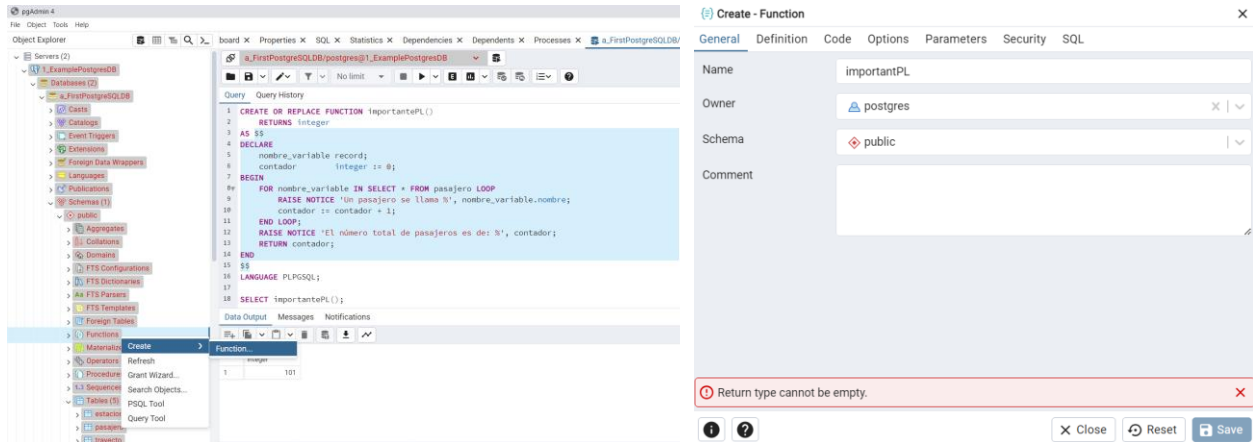 pgAdmin 4
File Object Tools Help
Object Explorer
board × Properties × SQL × Statistics × Dependencies × Dependents × Processes × a_FirstPostgreSQLDB/
Servers (2)
1_ExamplePostgresDB
Databases (2)
a_FirstPostgreSQLDB
Casts
Catalogs
Event Triggers
Extensions
Foreign Data Wrappers
Languages
Publications
Schemas (1)
public
Aggregates
Collations
Domains
FTS Configurations
FTS Dictionaries
FTS Parsers
FTS Templates
Foreign Tables
Functions
Materialize
Operators
Procedure
1.3 Sequences
Tables (5)
estacion
pasajero
trayecto
Create
Refresh
Grant Wizard...
Search Objects...
PSQL Tool
Query Tool
Function...
a_FirstPostgreSQLDB/postgres@1_ExamplePostgresDB
No limit
Query Query History
1 CREATE OR REPLACE FUNCTION importantePL()
2 RETURNS integer
3 AS $$
4 DECLARE
5 nombre_variable record;
6 contador integer := 0;
7 BEGIN
8 FOR nombre_variable IN SELECT * FROM pasajero LOOP
9 RAISE NOTICE 'Un pasajero se llama %', nombre_variable.nombre;
10 contador := contador + 1;
11 END LOOP;
12 RAISE NOTICE 'El número total de pasajeros es de: %', contador;
13 RETURN contador;
14 END
15 $$
16 LANGUAGE PLPGSQL;
17
18 SELECT importantePL();
Data Output Messages Notifications
integer
1 101
Create - Function
General Definition Code Options Parameters Security SQL
Name importantPL
Owner postgres
Schema public
Comment
Return type cannot be empty.
Close Reset Save